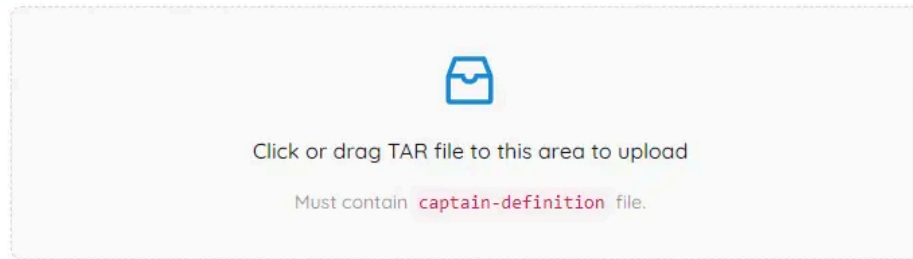 Click or drag TAR file to this area to upload
Must contain captain-definition file.